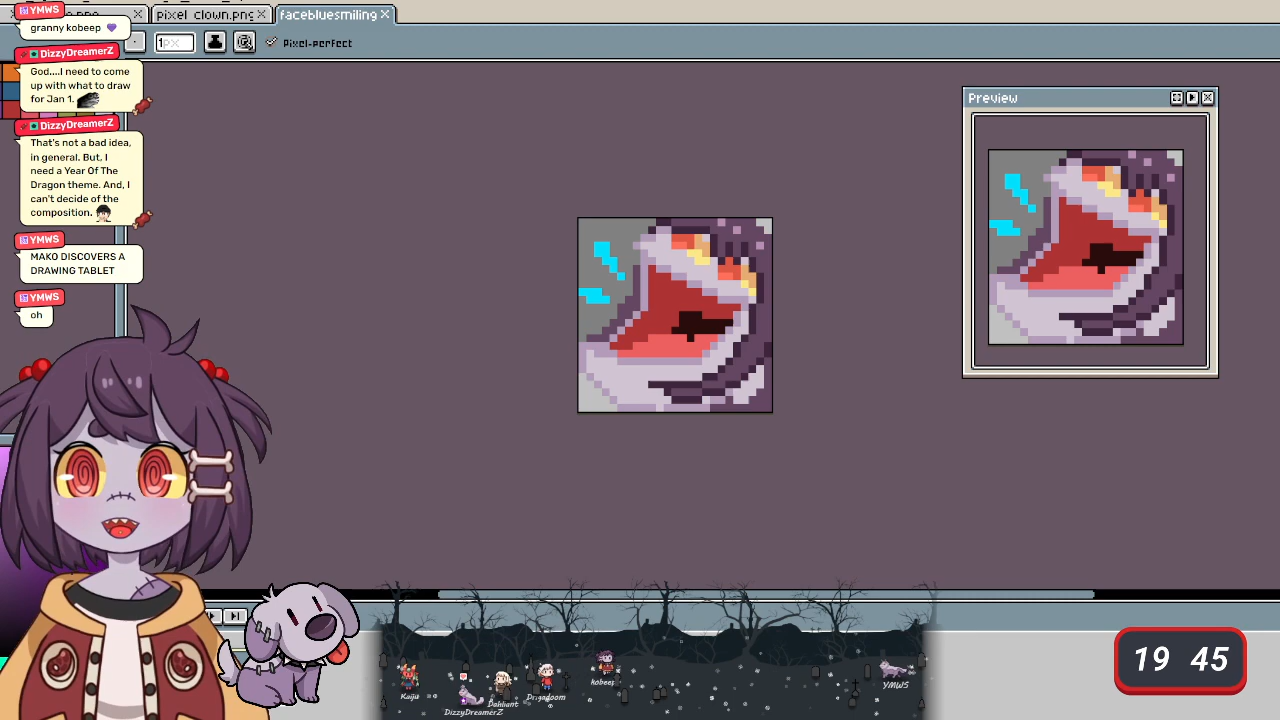 pixel_clown.png
facebluesmiling
1px
Pixel-perfect
YMWS
granny kobeep
DizzyDreamerZ
God....I need to come
up with what to draw
for Jan 1.
DizzyDreamerZ
That's not a bad idea,
in general. But, I
need a Year Of The
Dragon theme. And, I
can't decide of the
composition.
YMWS
MAKO DISCOVERS A
DRAWING TABLET
YMWS
oh
Preview
Kaiju
DizzyDreamerZ
Dahliant
Dragadoom
kobeep
YMWS
19 45